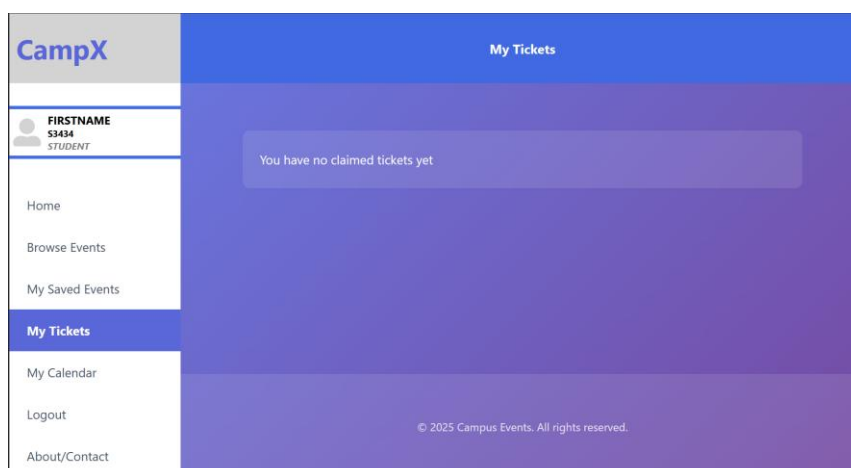 CampX
My Tickets
FIRSTNAME
S3434
STUDENT
You have no claimed tickets yet
Home
Browse Events
My Saved Events
My Tickets
My Calendar
Logout
About/Contact
© 2025 Campus Events. All rights reserved.